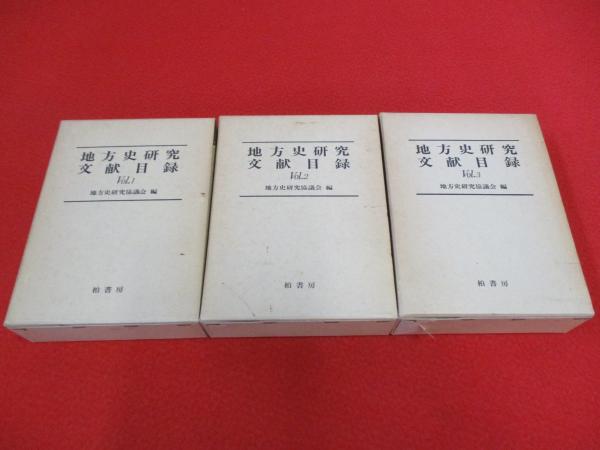 地方史研究
文献目録
Vol.1
地方史研究協議会 編
柏書房
地方史研究
文献目録
Vol.2
地方史研究協議会 編
柏書房
地方史研究
文献目録
Vol.3
地方史研究協議会 編
柏書房